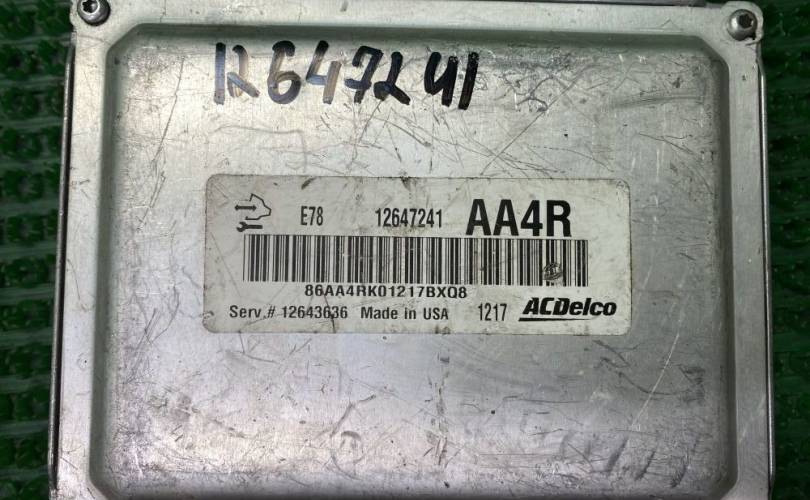 12647241
E78 12647241 AA4R
86AA4RK01217BXQ8
Serv.# 12643636 Made in USA 1217 ACDelco